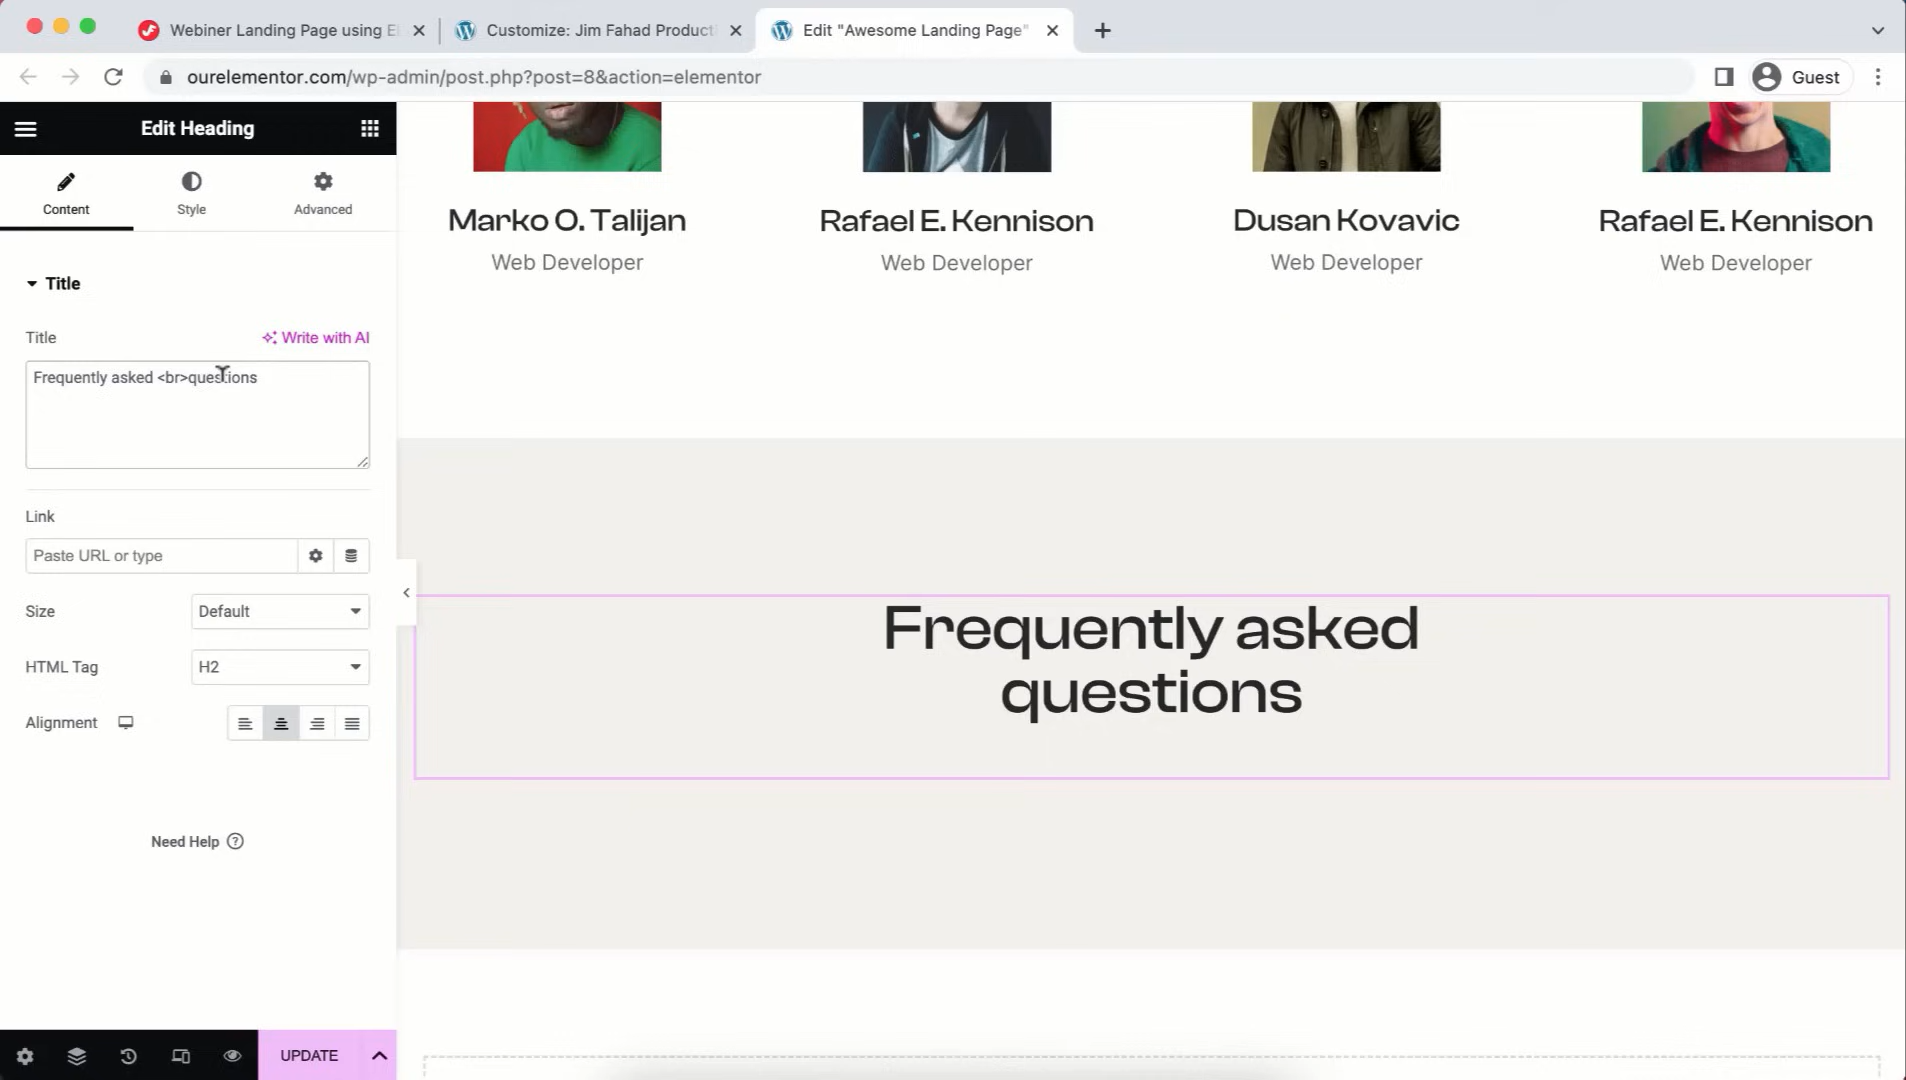 Webiner Landing Page using El
Customize: Jim Fahad Producti
Edit "Awesome Landing Page"
ourelementor.com/wp-admin/post.php?post=8&action=elementor
Guest
Edit Heading
Content
Style
Advanced
Title
Title
Write with AI
Frequently asked <br>questions
Link
Paste URL or type
Size
Default
HTML Tag
H2
Alignment
Need Help
UPDATE
Marko O. Talijan
Rafael E. Kennison
Dusan Kovavic
Rafael E. Kennison
Web Developer
Web Developer
Web Developer
Web Developer
Frequently asked
questions